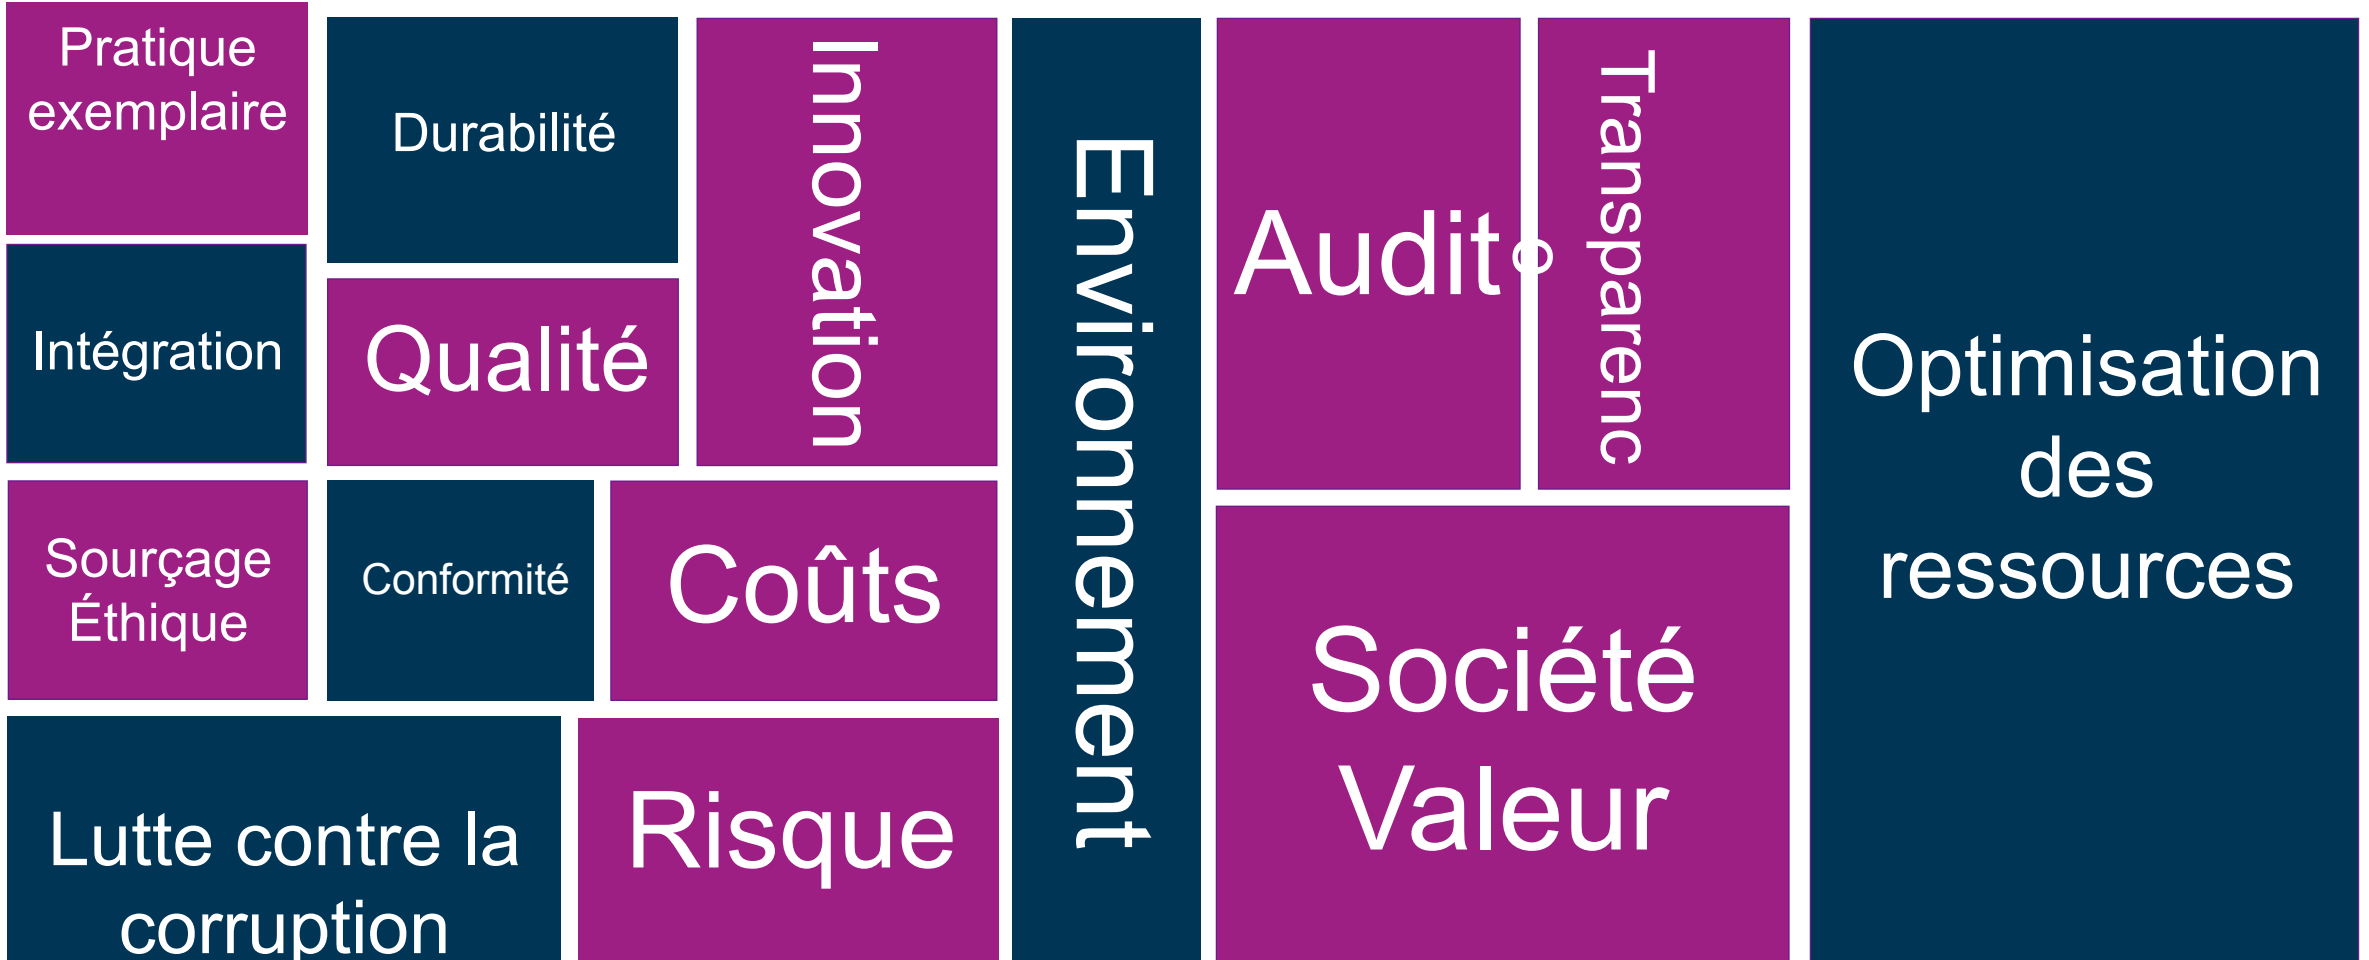 Pratique
exemplaire
Durabilité
Innovation
Environnement
Audit
Transparenc
e
Optimisation
des
ressources
Intégration
Qualité
Sourçage
Éthique
Conformité
Coûts
Société
Valeur
Lutte contre la
corruption
Risque